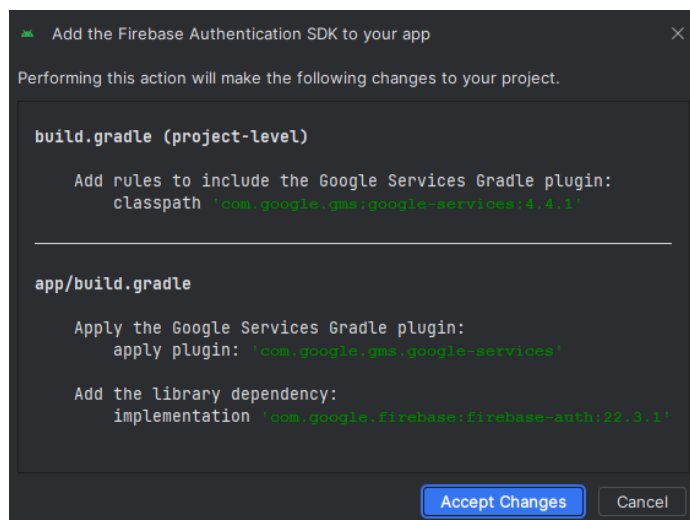 Add the Firebase Authentication SDK to your app
Performing this action will make the following changes to your project.
build.gradle (project-level)
Add rules to include the Google Services Gradle plugin:
classpath 'com.google.gms:google-services:4.4.1'
app/build.gradle
Apply the Google Services Gradle plugin:
apply plugin: 'com.google.gms.google-services'
Add the library dependency:
implementation 'com.google.firebase:firebase-auth:22.3.1'
Accept Changes
Cancel